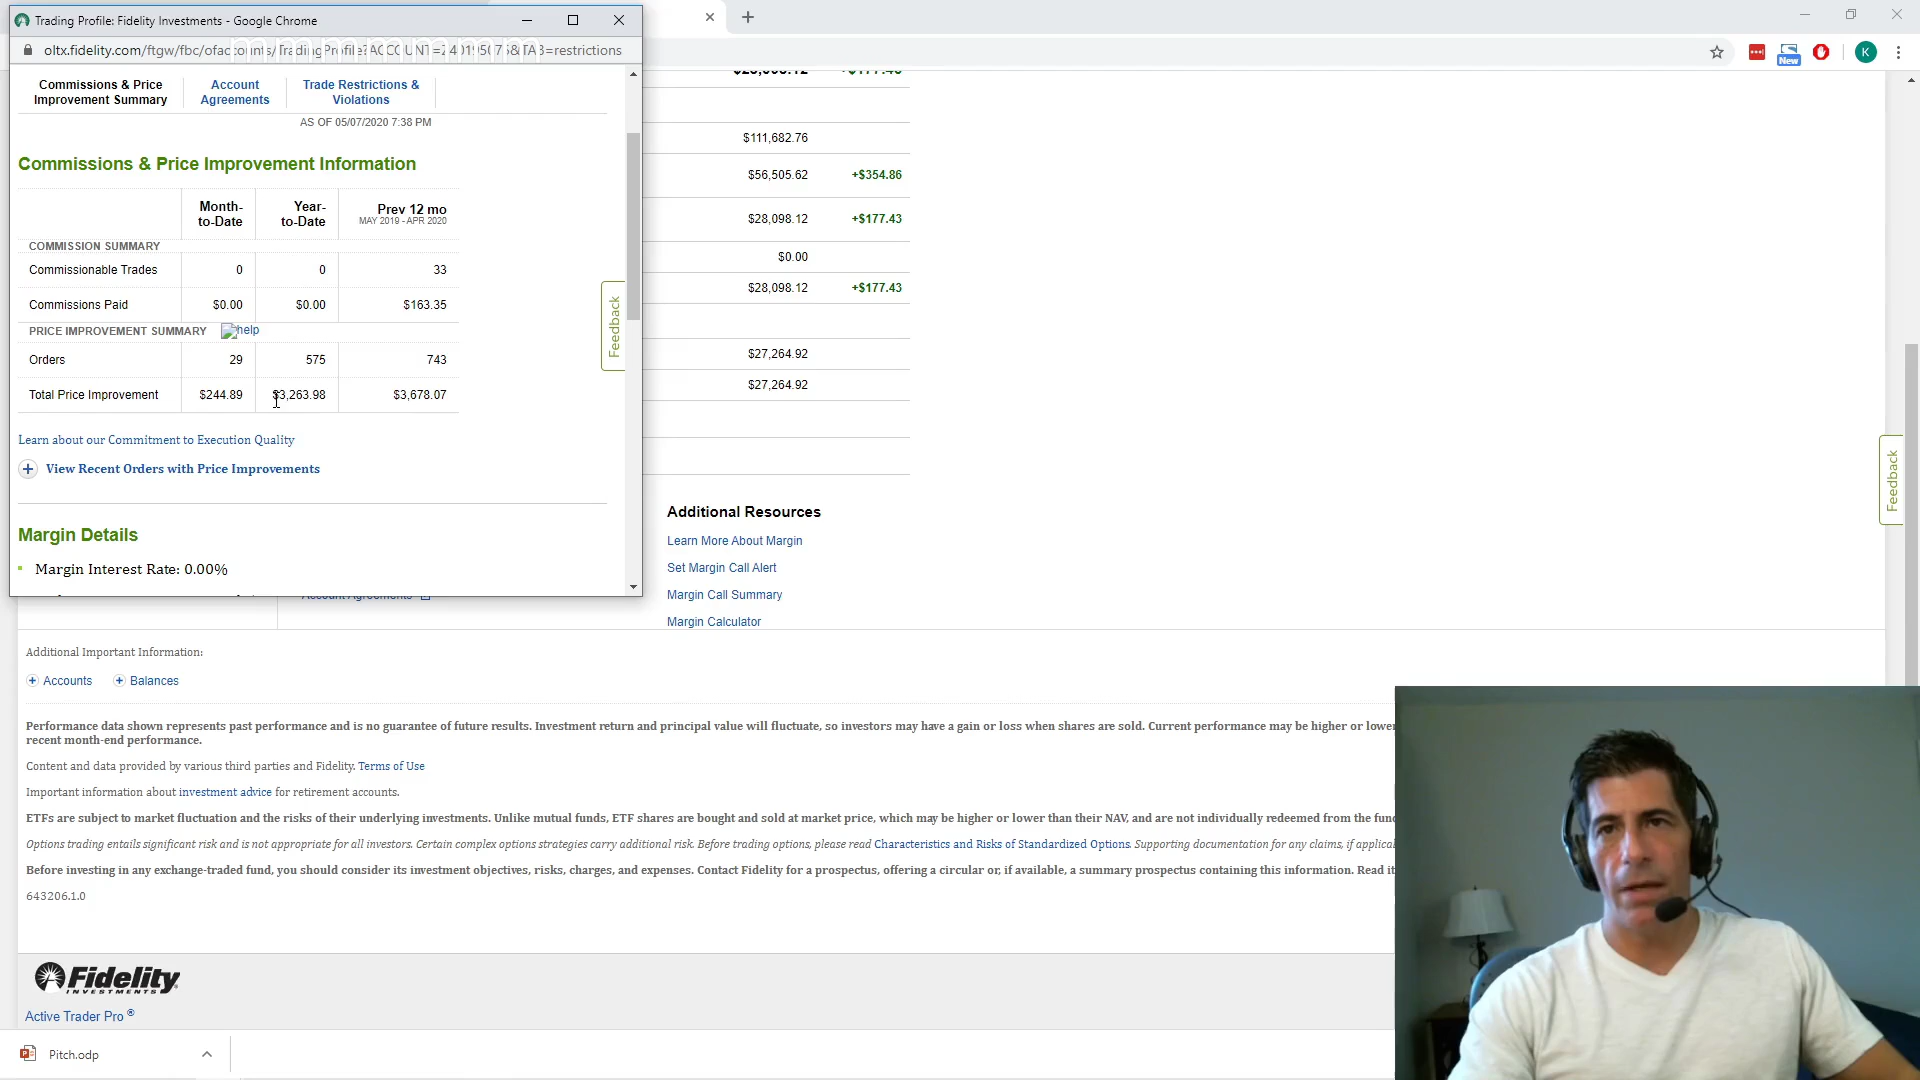 Trading Profile: Fidelity Investments - Google Chrome
Commissions & Price
Improvement Summary
Account
Agreements
Trade Restrictions &
Violations
AS OF 05/07/2020 7:38 PM
Commissions & Price Improvement Information
Month-
to-Date
Year-
to-Date
Prev 12 mo
MAY 2019 - APR 2020
COMMISSION SUMMARY
Commissionable Trades 0 0 33
Commissions Paid $0.00 $0.00 $163.35
PRICE IMPROVEMENT SUMMARY help
Orders 29 575 743
Total Price Improvement $244.89 $3,263.98 $3,678.07
Learn about our Commitment to Execution Quality
View Recent Orders with Price Improvements
Margin Details
Margin Interest Rate: 0.00%
Feedback
New
K
$111,682.76
$56,505.62 +$354.86
$28,098.12 +$177.43
$0.00
$28,098.12 +$177.43
$27,264.92
$27,264.92
Feedback
Additional Resources
Learn More About Margin
Set Margin Call Alert
Margin Call Summary
Margin Calculator
Additional Important Information:
Accounts Balances
Performance data shown represents past performance and is no guarantee of future results. Investment return and principal value will fluctuate, so investors may have a gain or loss when shares are sold. Current performance may be higher or lower
recent month-end performance.
Content and data provided by various third parties and Fidelity. Terms of Use
Important information about investment advice for retirement accounts.
ETFs are subject to market fluctuation and the risks of their underlying investments. Unlike mutual funds, ETF shares are bought and sold at market price, which may be higher or lower than their NAV, and are not individually redeemed from the
Options trading entails significant risk and is not appropriate for all investors. Certain complex options strategies carry additional risk. Before trading options, please read Characteristics and Risks of Standardized Options. Supporting documentation for any claims, if
Before investing in any exchange-traded fund, you should consider its investment objectives, risks, charges, and expenses. Contact Fidelity for a prospectus, offering a circular or, if available, a summary prospectus containing this information. Read it
643206.1.0
Fidelity
INVESTMENTS
Active Trader Pro ®
Pitch.odp